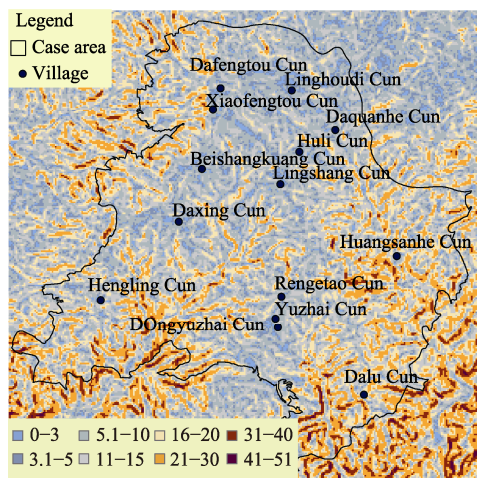 Legend
Case area
Village
Dafengtou Cun
Linghoudi Cun
Xiaofengtou Cun
Daquanhe Cun
Huli Cun
Beishangkuang Cun
Lingshang Cun
Daxing Cun
Huangsanhe Cun
Hengling Cun
Rengetao Cun
Yuzhai Cun
DOngyuzhai Cun
Dalu Cun
0−3 5.1−10 16−20 31−40
3.1−5 11−15 21−30 41−51